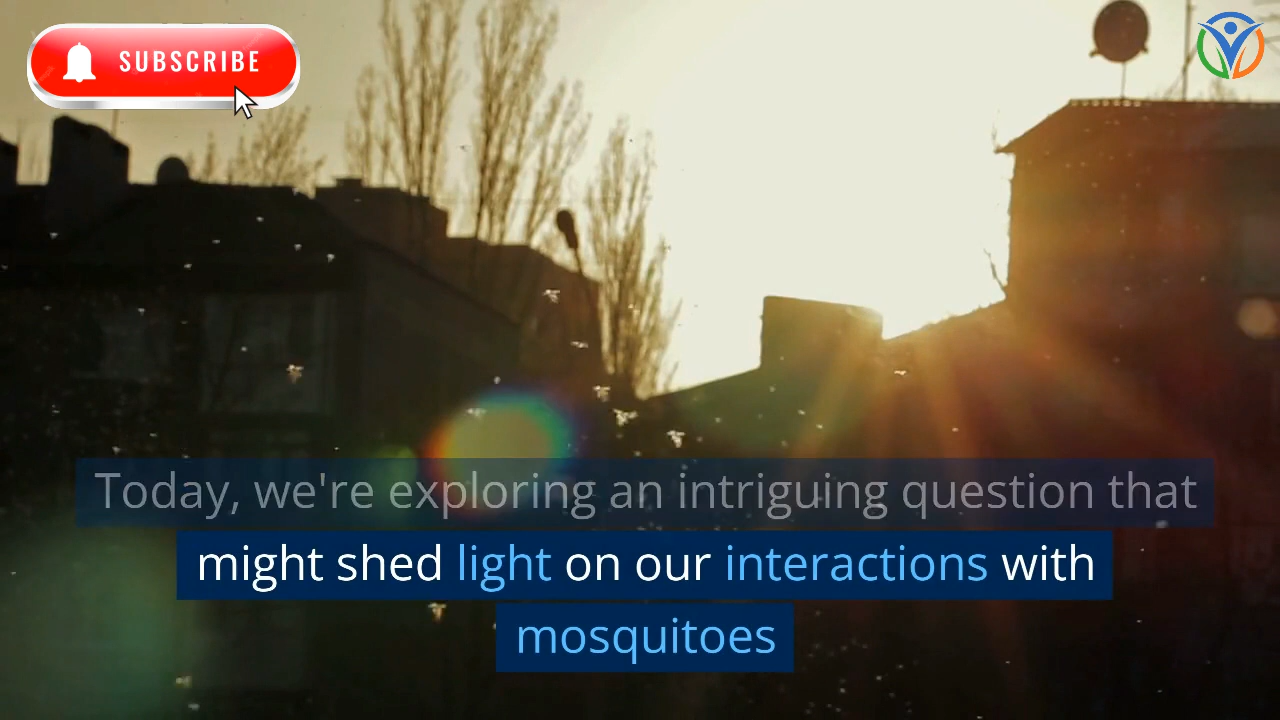 SUBSCRIBE
Today, we're exploring an intriguing question that
might shed light on our interactions with
mosquitoes